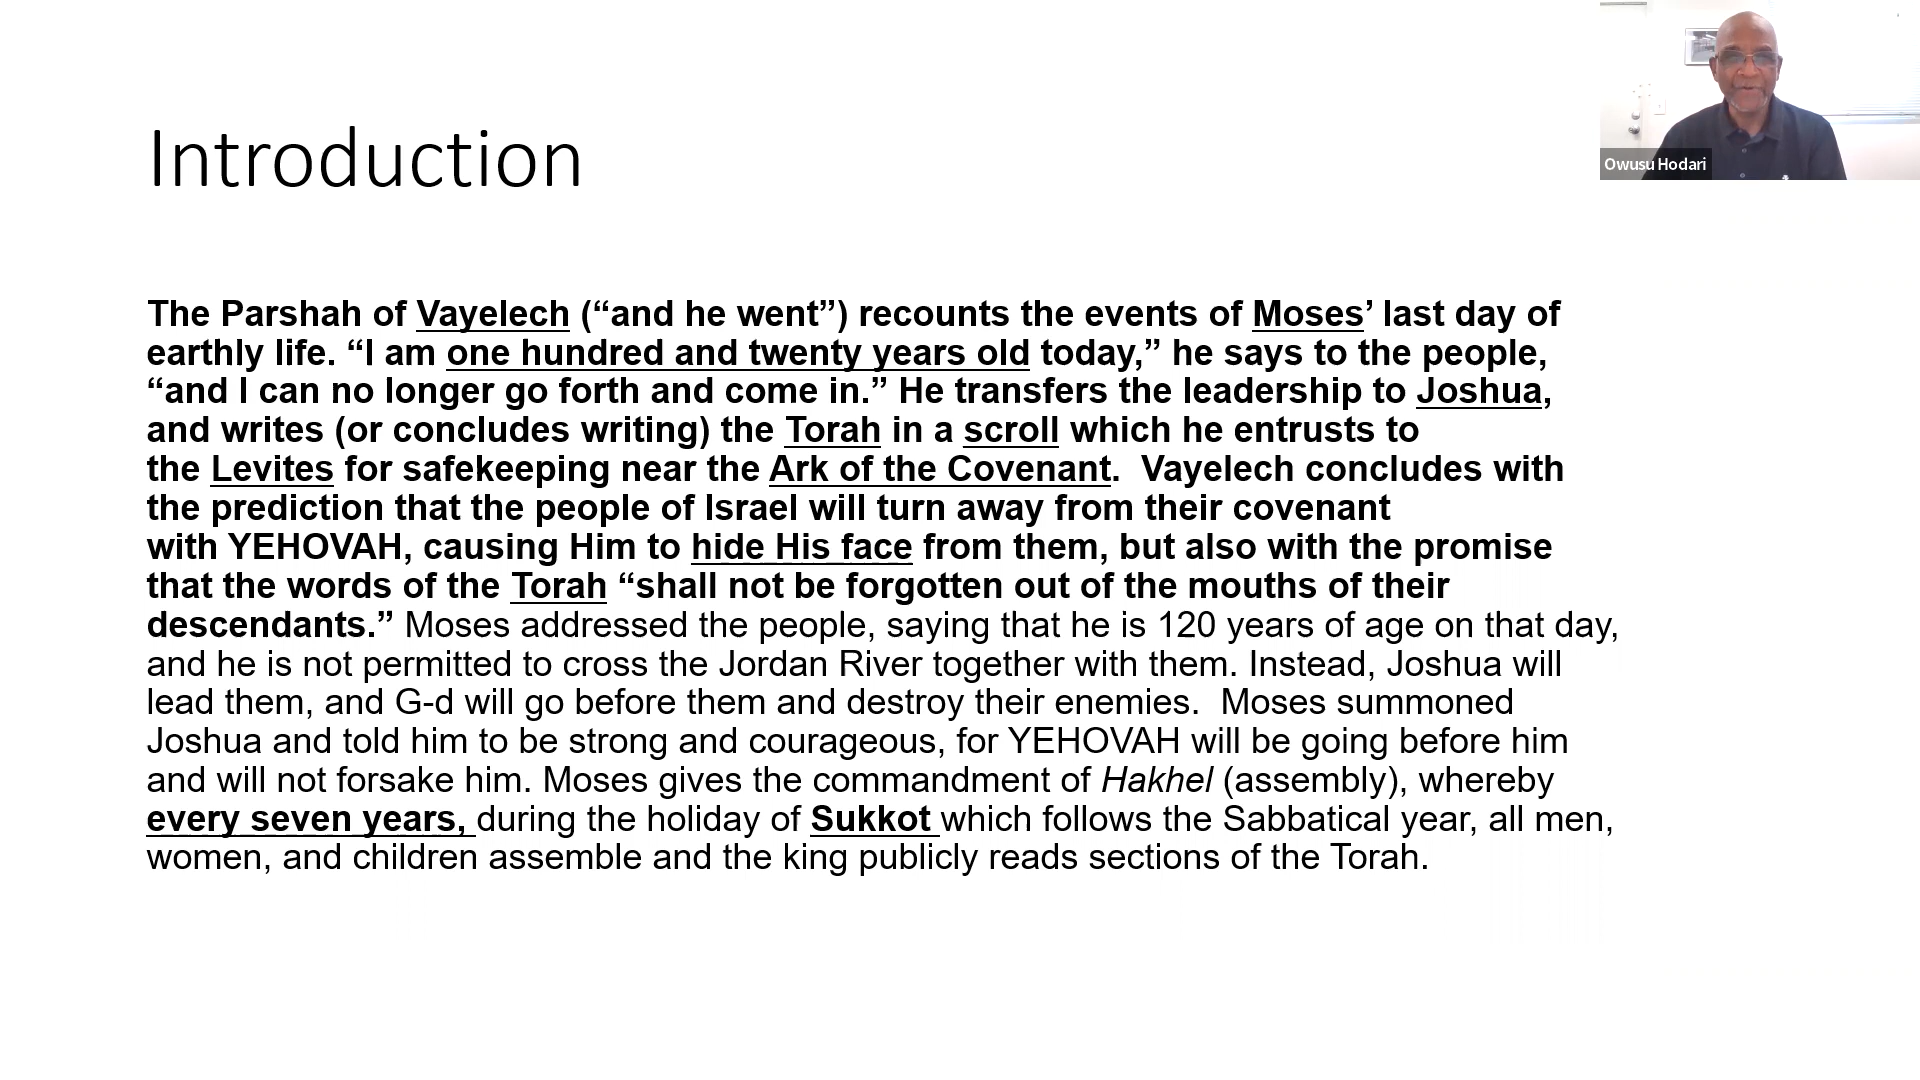 Owusu Hodari
Introduction
The Parshah of Vayelech (“and he went”) recounts the events of Moses’ last day of
earthly life. “I am one hundred and twenty years old today,” he says to the people,
“and I can no longer go forth and come in.” He transfers the leadership to Joshua,
and writes (or concludes writing) the Torah in a scroll which he entrusts to
the Levites for safekeeping near the Ark of the Covenant.  Vayelech concludes with
the prediction that the people of Israel will turn away from their covenant
with YEHOVAH, causing Him to hide His face from them, but also with the promise
that the words of the Torah “shall not be forgotten out of the mouths of their
descendants.” Moses addressed the people, saying that he is 120 years of age on that day,
and he is not permitted to cross the Jordan River together with them. Instead, Joshua will
lead them, and G-d will go before them and destroy their enemies.  Moses summoned
Joshua and told him to be strong and courageous, for YEHOVAH will be going before him
and will not forsake him. Moses gives the commandment of Hakhel (assembly), whereby
every seven years, during the holiday of Sukkot which follows the Sabbatical year, all men,
women, and children assemble and the king publicly reads sections of the Torah.